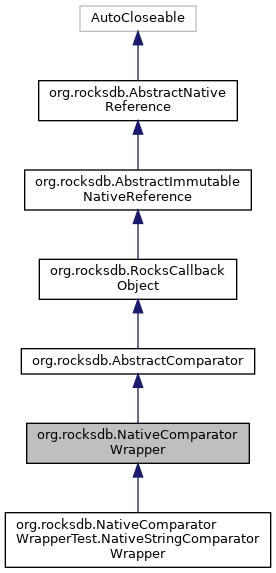 AutoCloseable
org.rocksdb.AbstractNative
Reference
org.rocksdb.AbstractImmutable
NativeReference
org.rocksdb.RocksCallback
Object
org.rocksdb.AbstractComparator
org.rocksdb.NativeComparator
Wrapper
org.rocksdb.NativeComparator
WrapperTest.NativeStringComparator
Wrapper